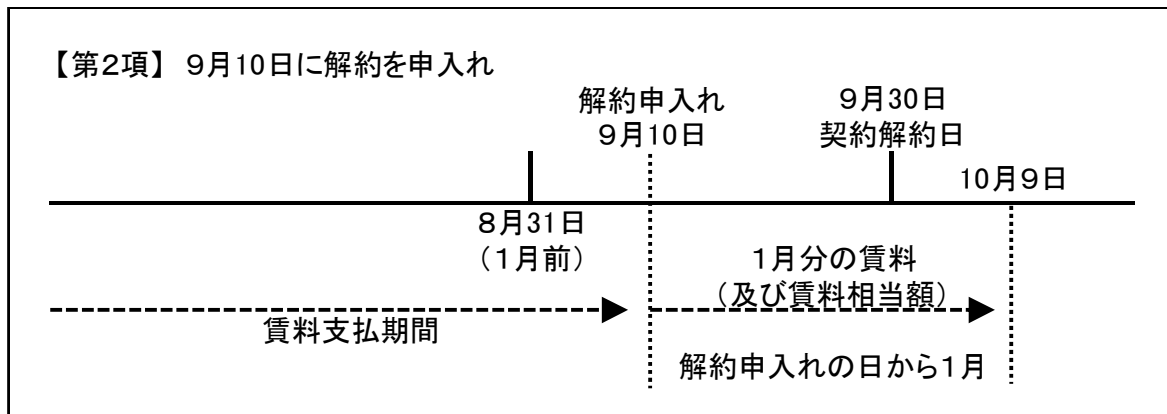 【第２項】 ９月10日に解約を申入れ
解約申入れ
９月10日
９月30日
契約解約日
10月９日
８月31日
（１月前）
１月分の賃料
（及び賃料相当額）
賃料支払期間
解約申入れの日から１月